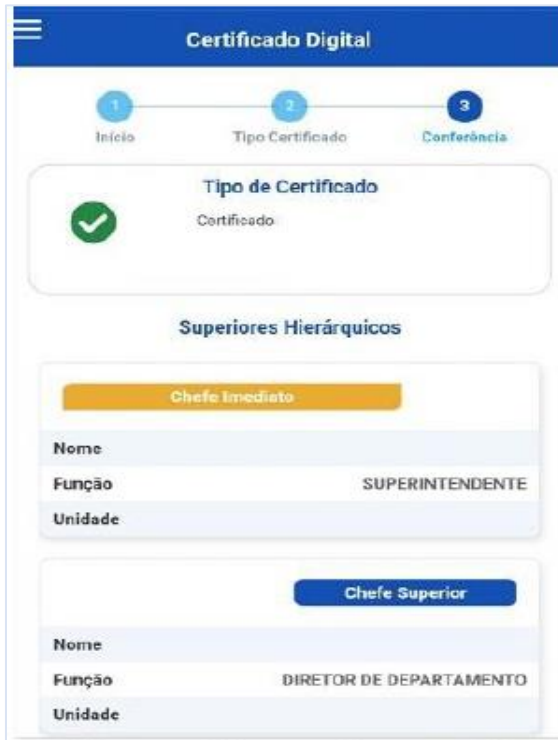 Certificado Digital
1 2 3
Início Tipo Certificado Conferência
Tipo de Certificado
Certificado
Superiores Hierárquicos
Chefe Imediato
Nome
Função SUPERINTENDENTE
Unidade
Chefe Superior
Nome
Função DIRETOR DE DEPARTAMENTO
Unidade